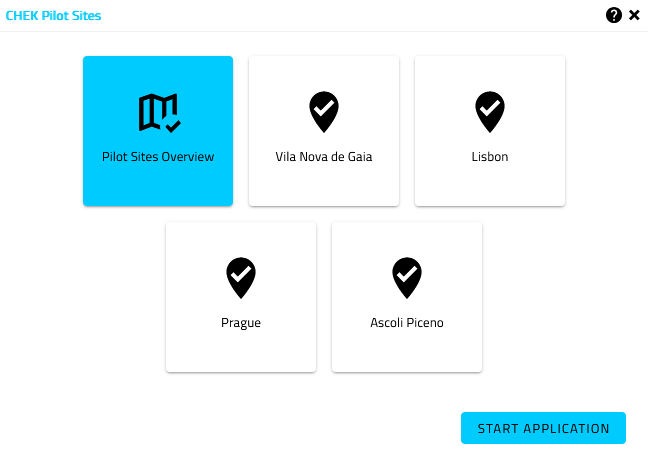 CHEK Pilot Sites
Pilot Sites Overview
Vila Nova de Gaia
Lisbon
Prague
Ascoli Piceno
START APPLICATION